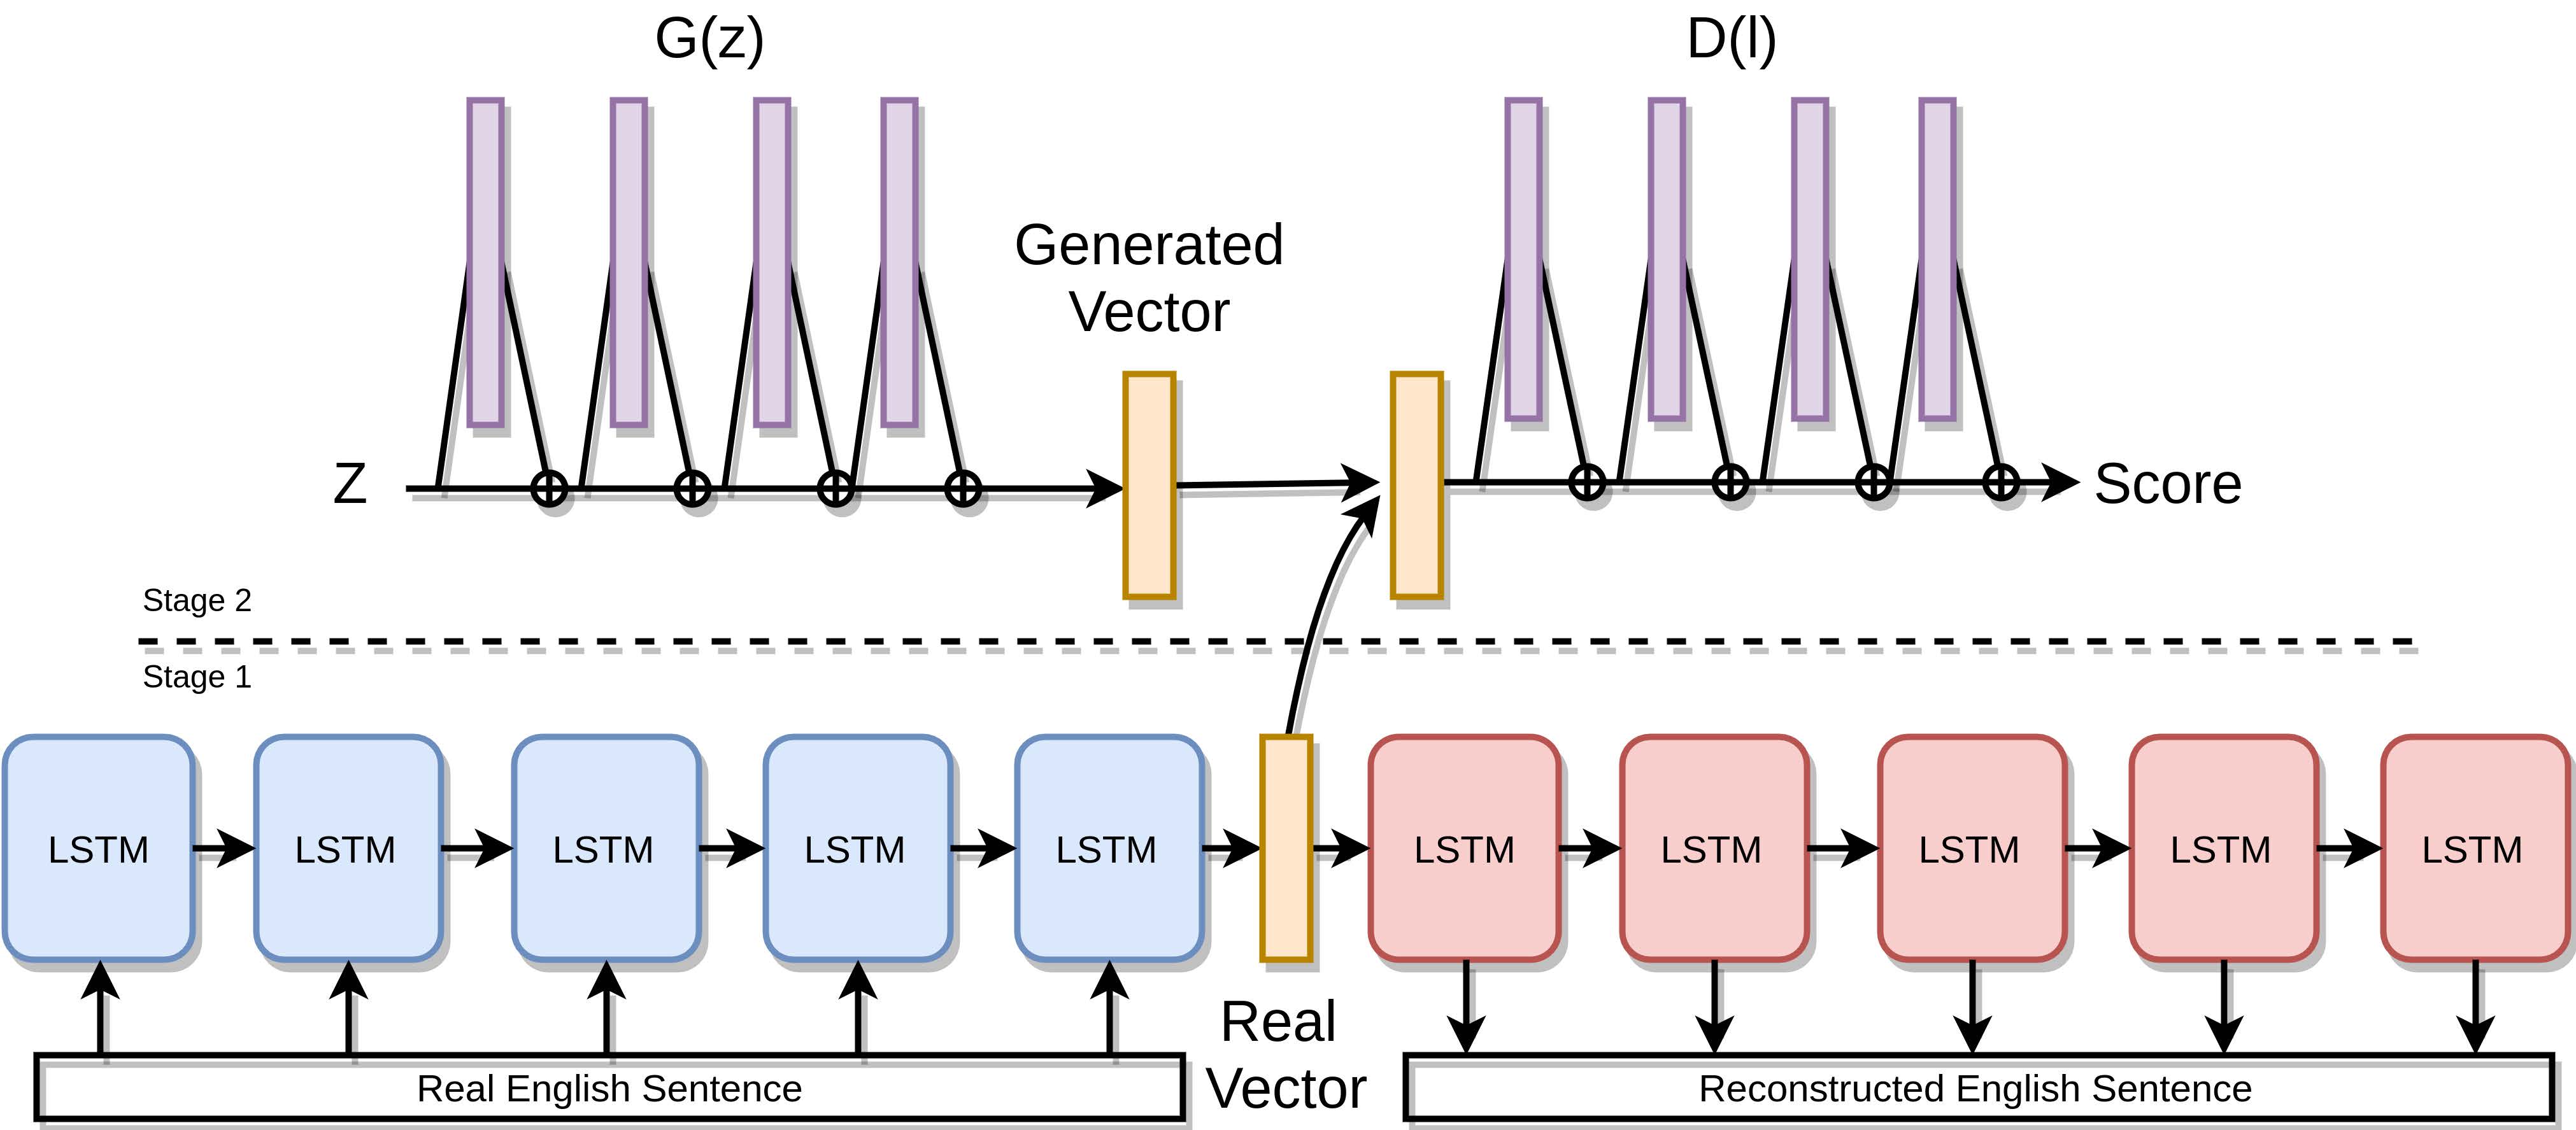 G(z)
D(l)
Generated
Vector
Z
Score
Stage 2
Stage 1
LSTM
LSTM
LSTM
LSTM
LSTM
LSTM
LSTM
LSTM
LSTM
LSTM
Real
Vector
Real English Sentence
Reconstructed English Sentence